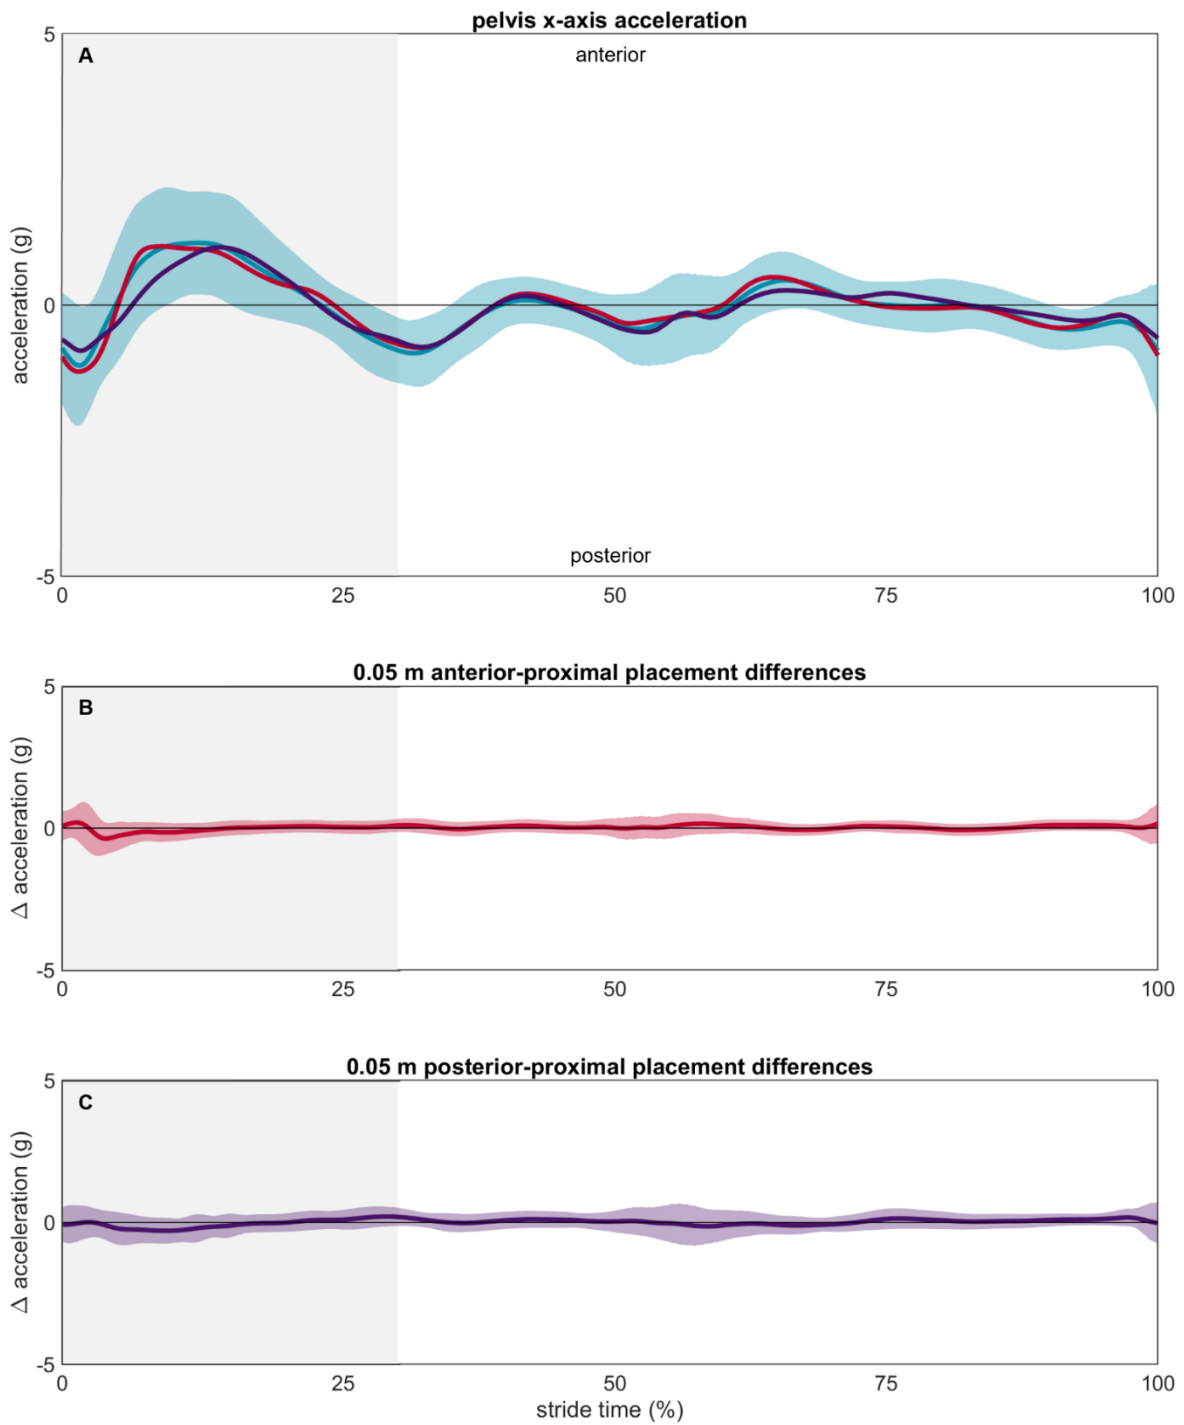 pelvis x-axis acceleration
5
A
anterior
acceleration (g)
0
posterior
-5
0 25 50 75 100
0.05 m anterior-proximal placement differences
5
B
Δ acceleration (g)
0
-5
0 25 50 75 100
0.05 m posterior-proximal placement differences
5
C
Δ acceleration (g)
0
-5
0 25 50 75 100
stride time (%)